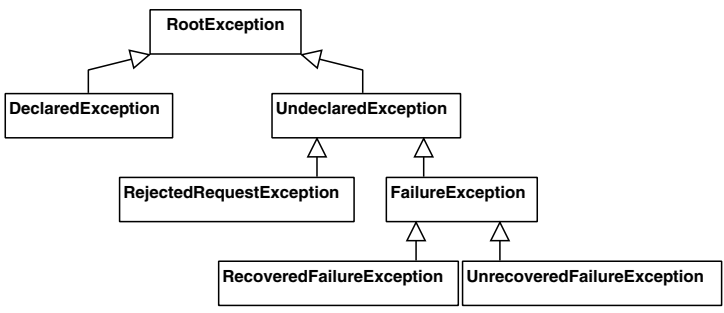 RootException
DeclaredException
UndeclaredException
RejectedRequestException
FailureException
RecoveredFailureException
UnrecoveredFailureException